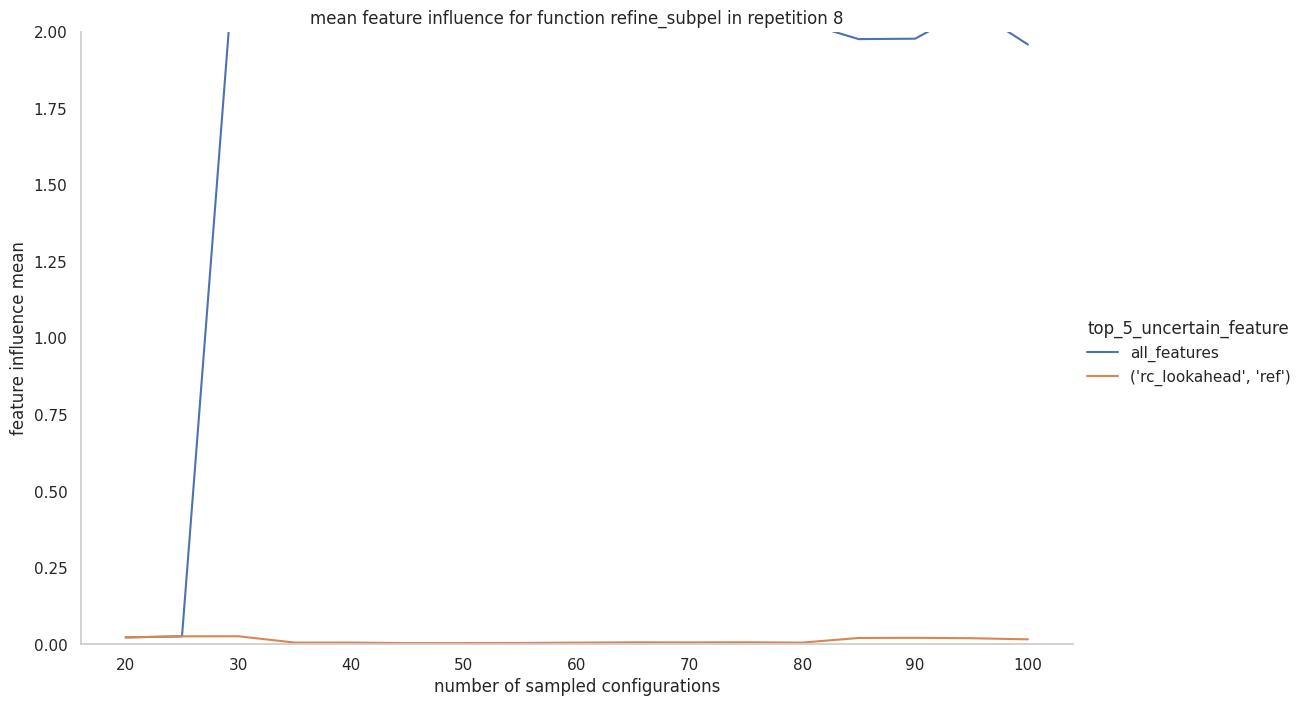 mean feature influence for function refine_subpel in repetition 8
2.00
1.75
1.50
1.25
1.00
0.75
0.50
0.25
0.00
feature influence mean
20 30 40 50 60 70 80 90 100
number of sampled configurations
top_5_uncertain_feature
all_features
('rc_lookahead', 'ref')